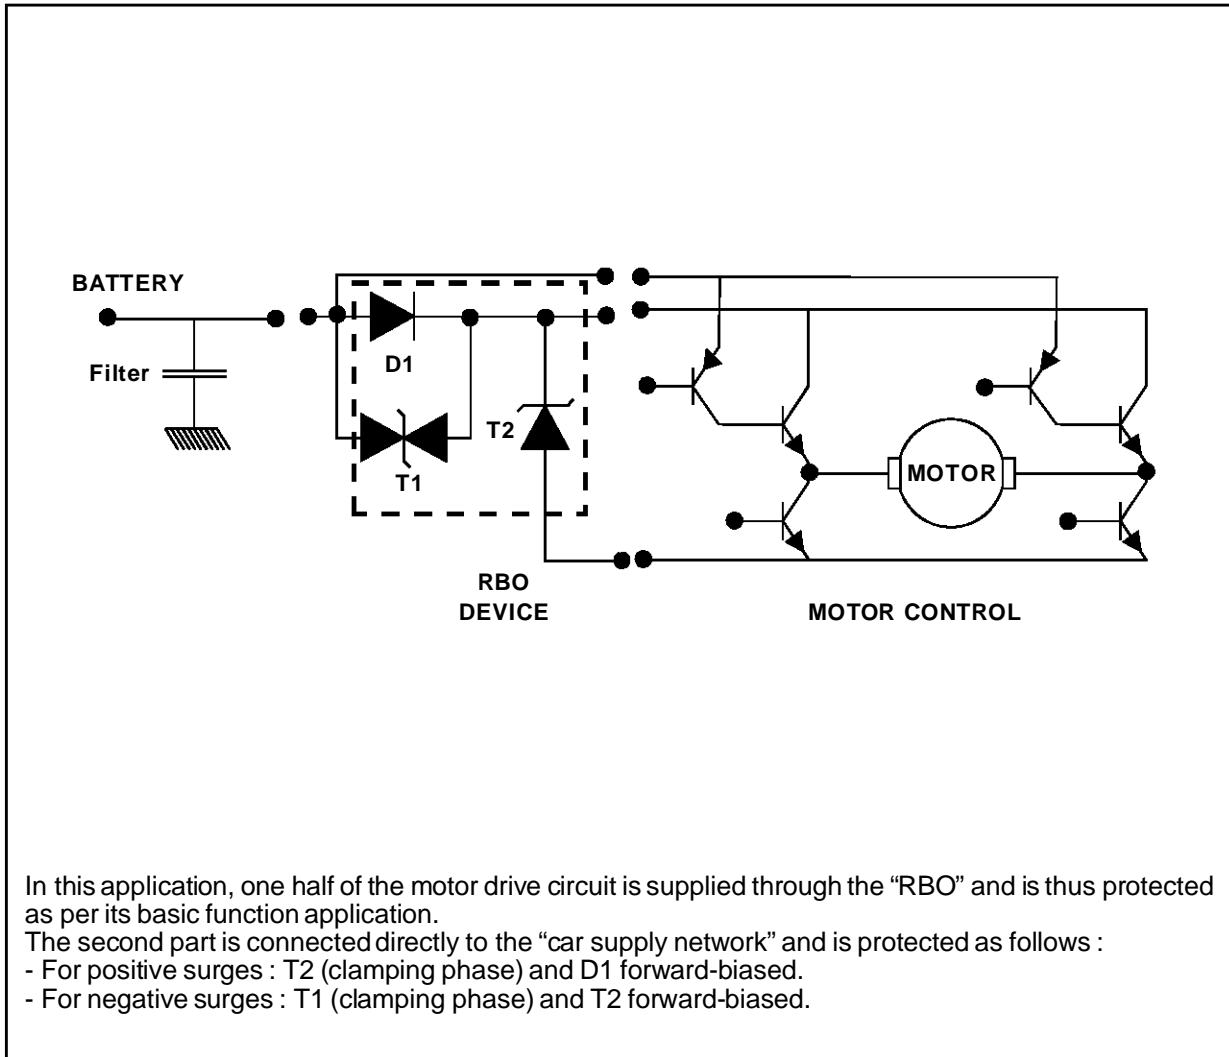 BATTERY
Filter
D1
T1
T2
MOTOR
RBO
DEVICE
MOTOR CONTROL
In this application, one half of the motor drive circuit is supplied through the “RBO” and is thus protected
as per its basic function application.
The second part is connected directly to the “car supply network” and is protected as follows :
- For positive surges : T2 (clamping phase) and D1 forward-biased.
- For negative surges : T1 (clamping phase) and T2 forward-biased.